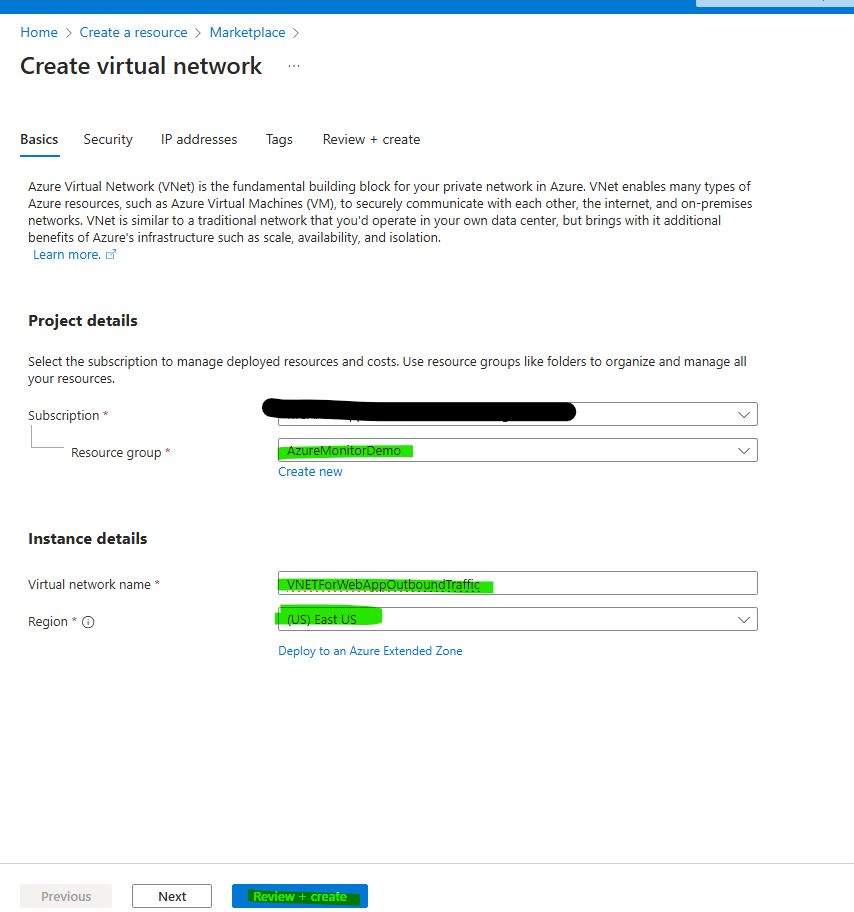 Home > Create a resource > Marketplace >
Create virtual network ...
Basics Security IP addresses Tags Review + create
Azure Virtual Network (VNet) is the fundamental building block for your private network in Azure. VNet enables many types of
Azure resources, such as Azure Virtual Machines (VM), to securely communicate with each other, the internet, and on-premises
networks. VNet is similar to a traditional network that you'd operate in your own data center, but brings with it additional
benefits of Azure's infrastructure such as scale, availability, and isolation.
Learn more.
Project details
Select the subscription to manage deployed resources and costs. Use resource groups like folders to organize and manage all
your resources.
Subscription *
Resource group * AzureMonitorDemo
Create new
Instance details
Virtual network name * VNETForWebAppOutboundTraffic
Region * (US) East US
Deploy to an Azure Extended Zone
Previous Next Review + create